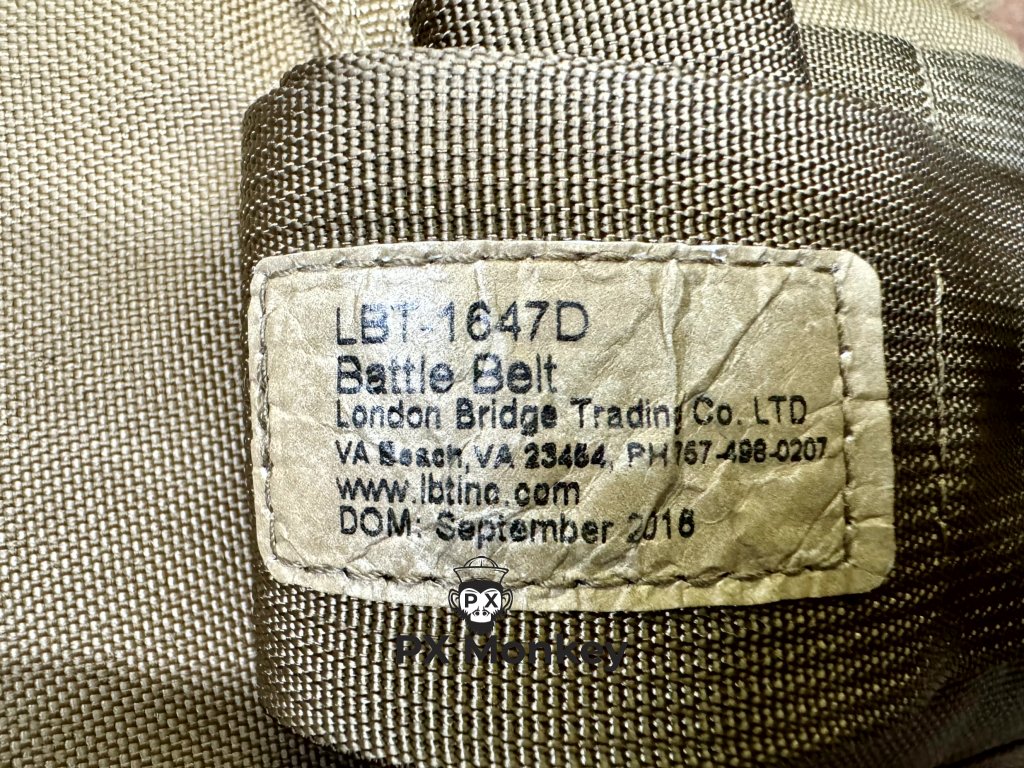 LBT-1647D
Battle Belt
London Bridge Trading Co. LTD
VA Beach, VA 23464, PH 757-498-0207
www.lbtinc.com
DOM: September 2016
PX
PX Monkey